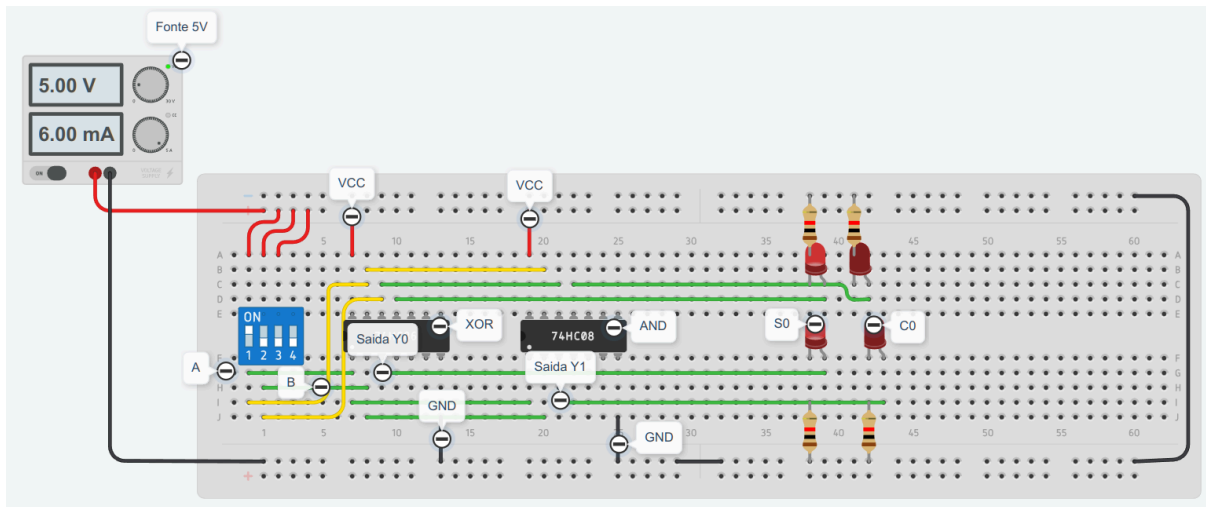 Fonte 5V
5.00 V
6.00 mA
ON
VCC
VCC
5 10 15 20 25 30 35 40 45 50 55 60
A
B
C
D
E
A
B
C
D
E
ON
1 2 3 4
XOR
Saida Y0
74HC08
AND
S0
C0
A
B
Saida Y1
F
G
H
I
J
F
G
H
I
J
GND
GND
1 5 10 15 20 25 30 35 40 45 50 55 60